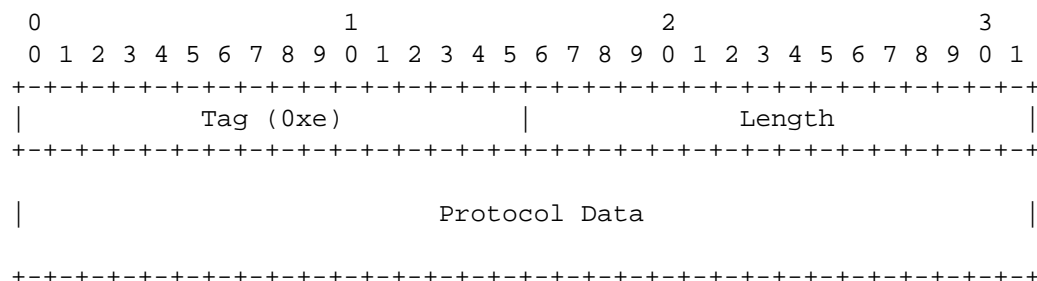 0                   1                   2                   3
 0 1 2 3 4 5 6 7 8 9 0 1 2 3 4 5 6 7 8 9 0 1 2 3 4 5 6 7 8 9 0 1
+-+-+-+-+-+-+-+-+-+-+-+-+-+-+-+-+-+-+-+-+-+-+-+-+-+-+-+-+-+-+-+-+
|           Tag (0xe)           |             Length            |
+-+-+-+-+-+-+-+-+-+-+-+-+-+-+-+-+-+-+-+-+-+-+-+-+-+-+-+-+-+-+-+-+
|                          Protocol Data                        |
+-+-+-+-+-+-+-+-+-+-+-+-+-+-+-+-+-+-+-+-+-+-+-+-+-+-+-+-+-+-+-+-+